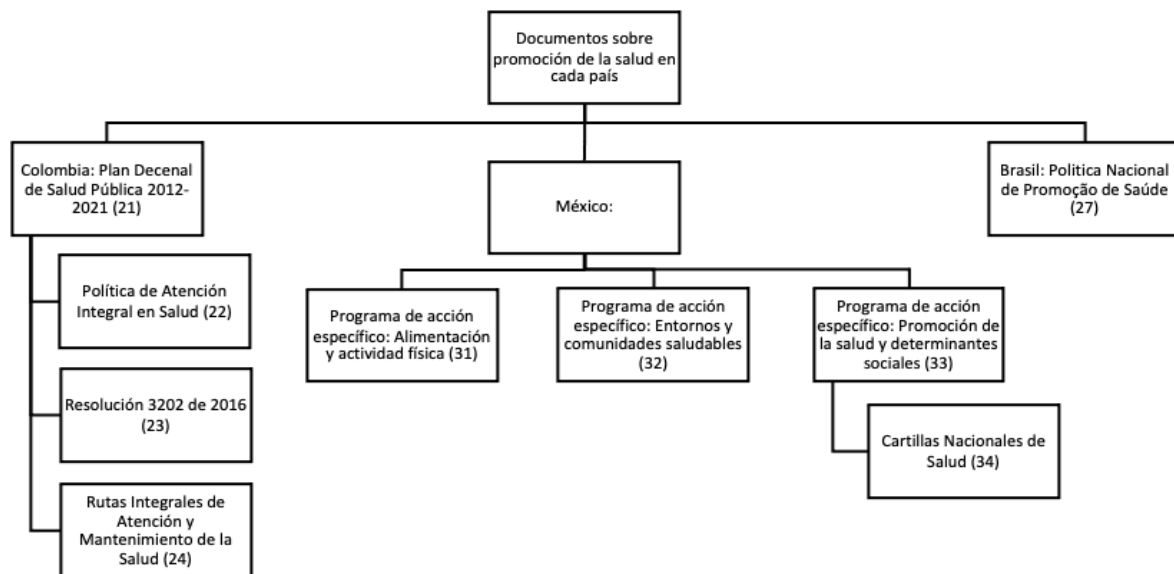 Documentos sobre
promoción de la salud en
cada país
Colombia: Plan Decenal
de Salud Pública 2012-
2021 (21)
Política de Atención
Integral en Salud (22)
Resolución 3202 de 2016
(23)
Rutas Integrales de
Atención y
Mantenimiento de la
Salud (24)
México:
Programa de acción
específico: Alimentación
y actividad física (31)
Programa de acción
específico: Entornos y
comunidades saludables
(32)
Programa de acción
específico: Promoción de
la salud y determinantes
sociales (33)
Cartillas Nacionales de
Salud (34)
Brasil: Politica Nacional
de Promoção de Saúde
(27)